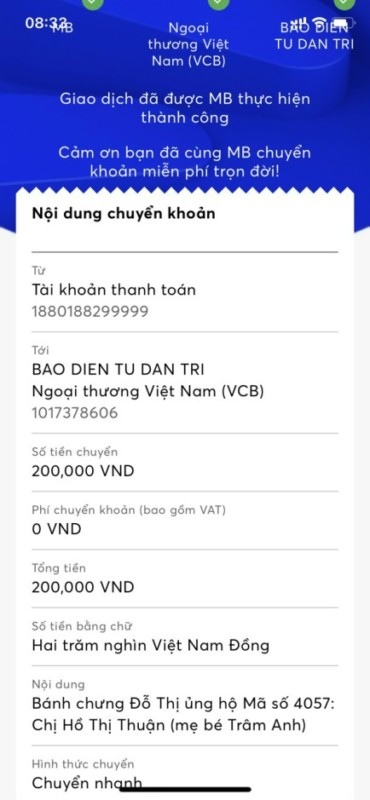 08:32
MB
Ngoại
thương Việt
Nam (VCB)
BAO DIEN
TU DAN TRI
Giao dịch đã được MB thực hiện
thành công
Cảm ơn bạn đã cùng MB chuyển
khoản miễn phí trọn đời!
Nội dung chuyển khoản
Từ
Tài khoản thanh toán
1880188299999
Tới
BAO DIEN TU DAN TRI
Ngoại thương Việt Nam (VCB)
1017378606
Số tiền chuyển
200,000 VND
Phí chuyển khoản (bao gồm VAT)
0 VND
Tổng tiền
200,000 VND
Số tiền bằng chữ
Hai trăm nghìn Việt Nam Đồng
Nội dung
Bánh chưng Đỗ Thị ủng hộ Mã số 4057:
Chị Hồ Thị Thuận (mẹ bé Trâm Anh)
Hình thức chuyển
Chuyển nhanh